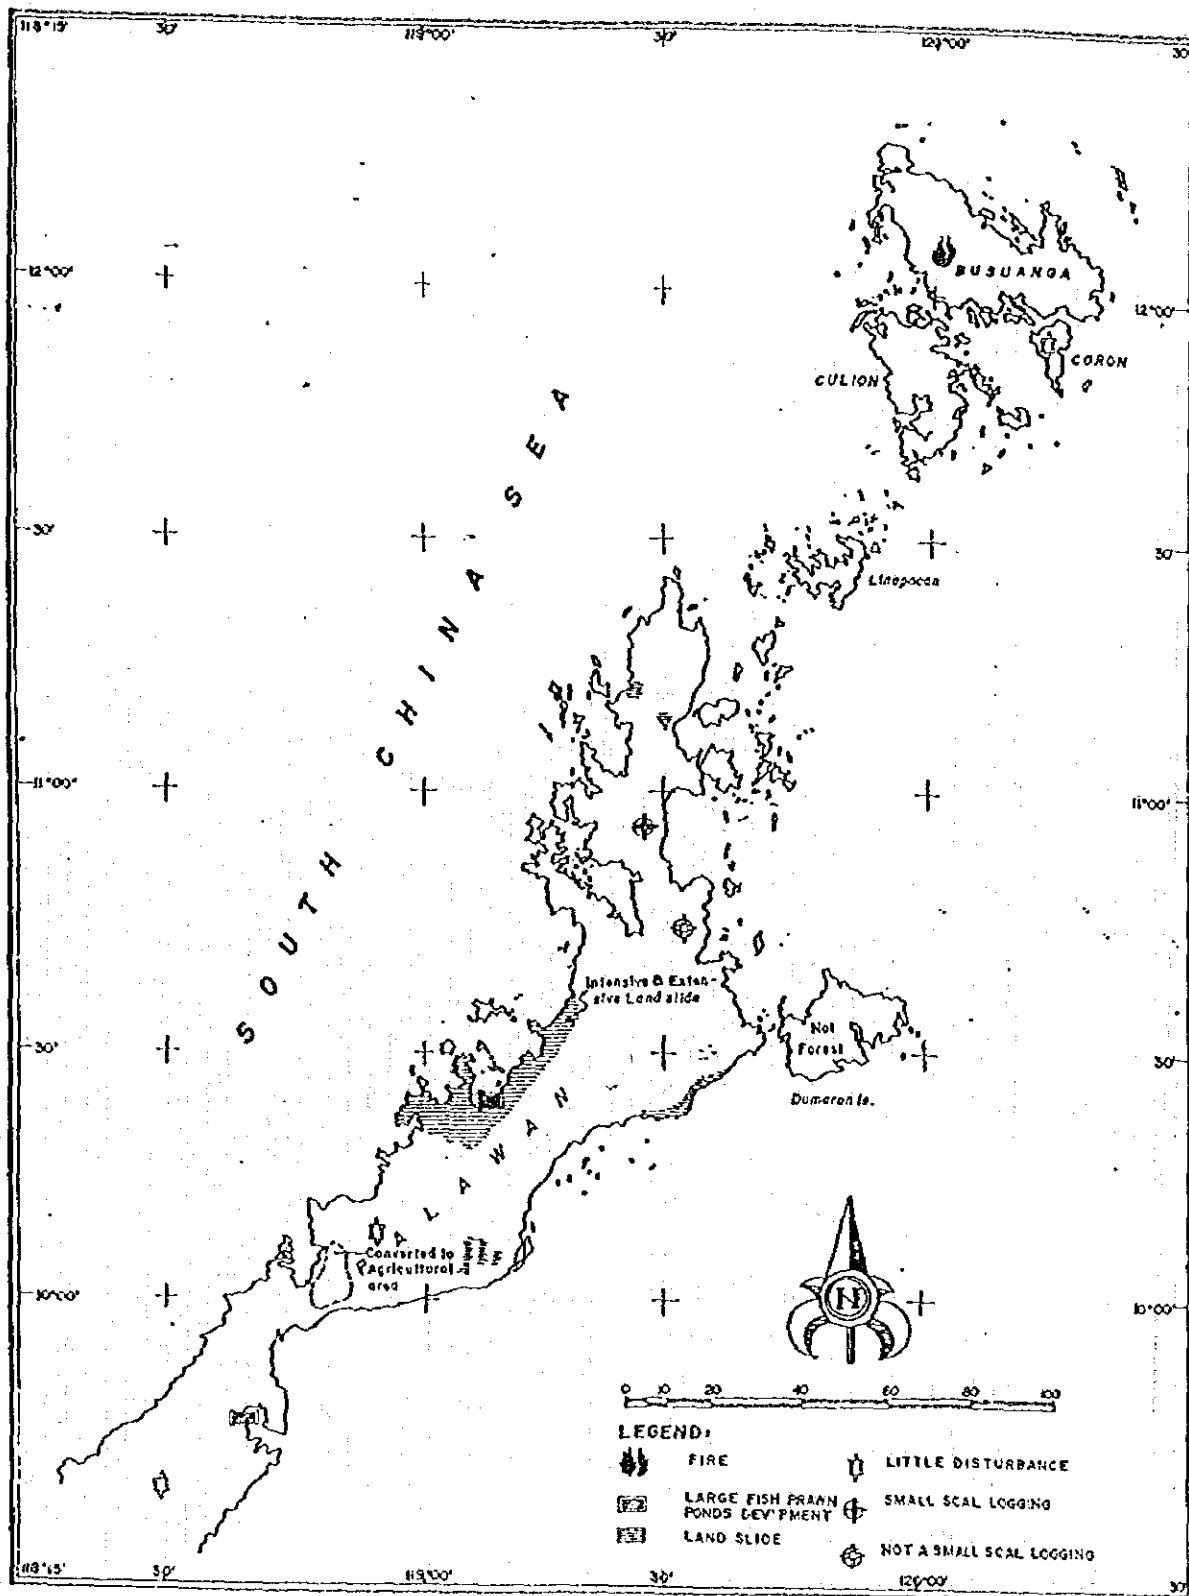 118°15'
30'
119°00'
30'
120°00'
30'
12°00'
BUSUANGA
12°00'
CORON
CULION
SOUTH CHINA SEA
30'
30'
Linapacan
11°00'
11°00'
Intensive & Exten-
sive Land slide
Not
Forest
30'
30'
Dumaran Is.
PALAWAN
Converted to
Agricultural
area
10°00'
10°00'
N
0 10 20 40 60 80 100
LEGEND:
FIRE
LITTLE DISTURBANCE
LARGE FISH PRAWN
PONDS DEV'PMENT
SMALL SCAL LOGGING
LAND SLIDE
NOT A SMALL SCAL LOGGING
118°15'
30'
119°00'
30'
120°00'
30'